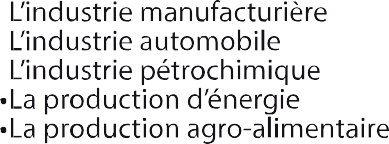 L'industrie manufacturière
L'industrie automobile
L'industrie pétrochimique
•La production d'énergie
•La production agro-alimentaire